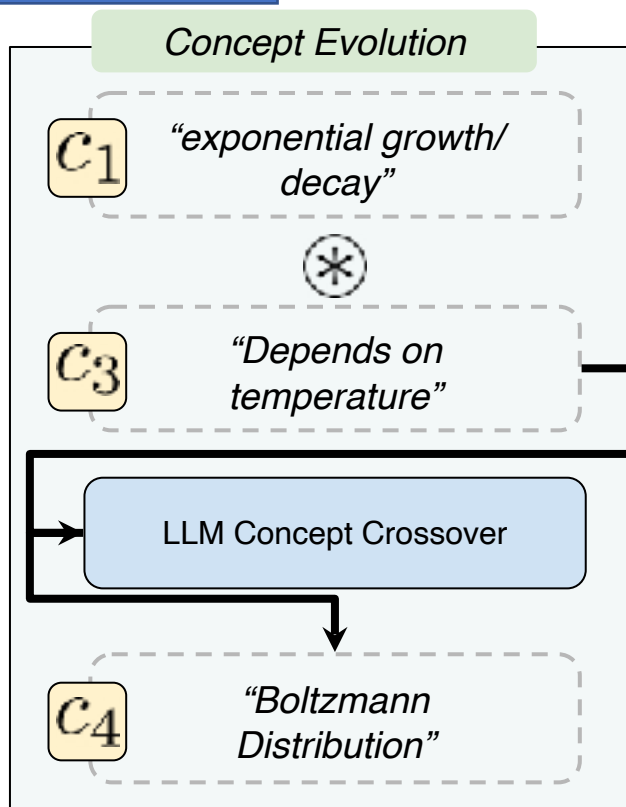 Concept Evolution
c1
“exponential growth/
decay”
⊛
c3
“Depends on
temperature”
LLM Concept Crossover
c4
“Boltzmann
Distribution”